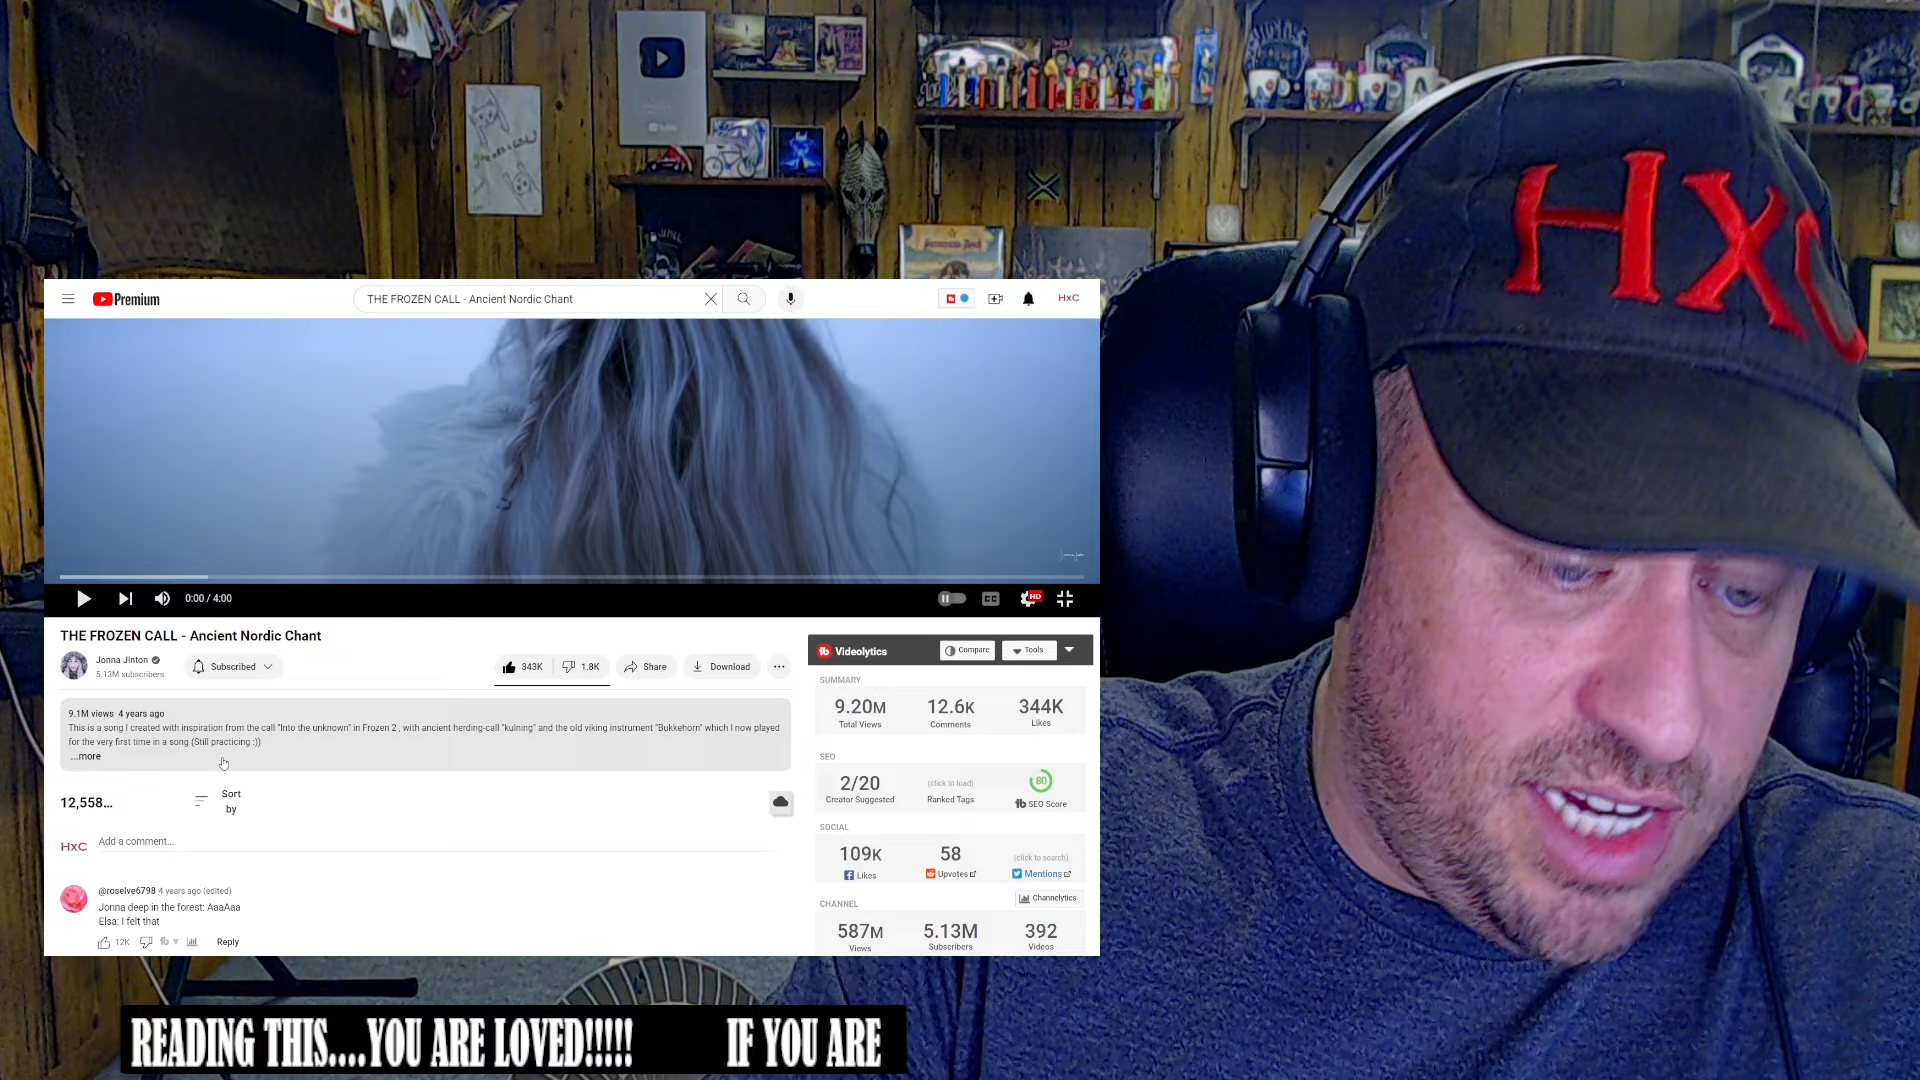 HXC
Premium
THE FROZEN CALL - Ancient Nordic Chant
HxC
0:00 / 4:00
CC
HD
THE FROZEN CALL - Ancient Nordic Chant
Jonna Jinton
5.13M subscribers
Subscribed
343K
1.8K
Share
Download
9.1M views 4 years ago
This is a song I created with inspiration from the call "Into the unknown" in Frozen 2 , with ancient herding-call "kulning" and the old viking instrument "Bukkehorn" which I now played
for the very first time in a song (Still practicing :))
...more
12,558...
Sort
by
HxC
Add a comment...
@roselve6798 4 years ago (edited)
Jonna deep in the forest: AaaAaa
Elsa: I felt that
12K
Reply
tb Videolytics
Compare
Tools
SUMMARY
9.20M
Total Views
12.6K
Comments
344K
Likes
SEO
2/20
Creator Suggested
(click to load)
Ranked Tags
80
tb SEO Score
SOCIAL
109K
Likes
58
Upvotes
(click to search)
Mentions
CHANNEL
Channelytics
587M
Views
5.13M
Subscribers
392
Videos
READING THIS....YOU ARE LOVED!!!!! IF YOU ARE